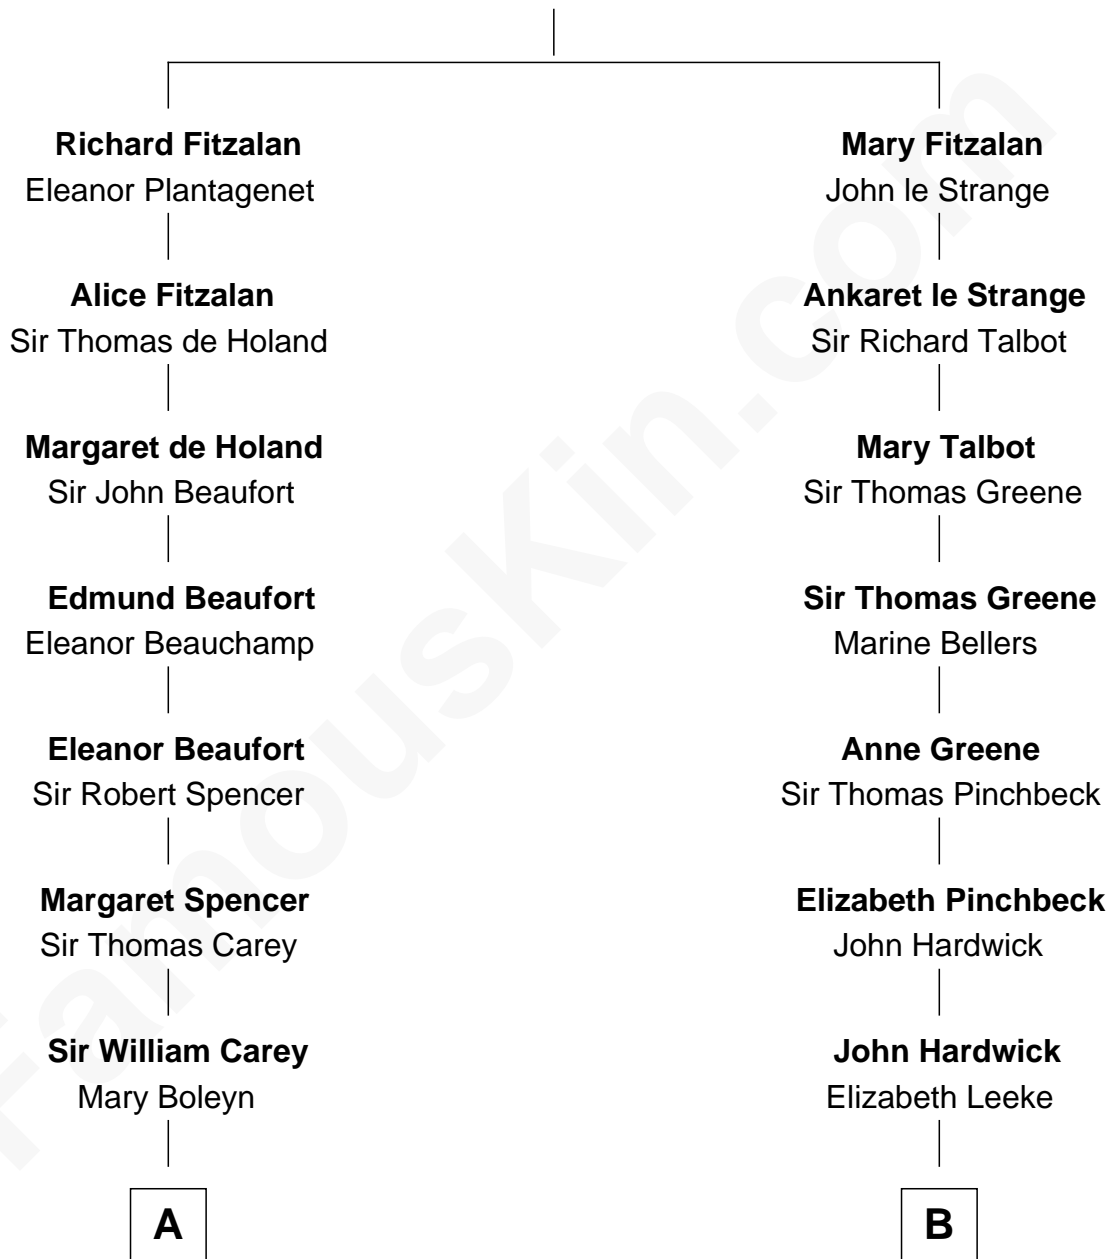 Richard Fitzalan
Eleanor Plantagenet
Mary Fitzalan
John le Strange
Alice Fitzalan
Sir Thomas de Holand
Ankaret le Strange
Sir Richard Talbot
Margaret de Holand
Sir John Beaufort
Mary Talbot
Sir Thomas Greene
Edmund Beaufort
Eleanor Beauchamp
Sir Thomas Greene
Marine Bellers
Eleanor Beaufort
Sir Robert Spencer
Anne Greene
Sir Thomas Pinchbeck
Margaret Spencer
Sir Thomas Carey
Elizabeth Pinchbeck
John Hardwick
Sir William Carey
Mary Boleyn
John Hardwick
Elizabeth Leeke
A
B
FamousKin.com